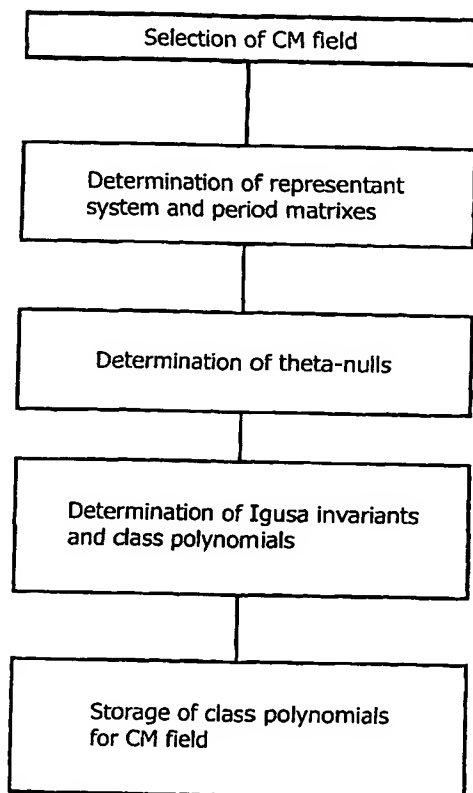 Selection of CM field
Determination of representant
system and period matrixes
Determination of theta-nulls
Determination of Igusa invariants
and class polynomials
Storage of class polynomials
for CM field